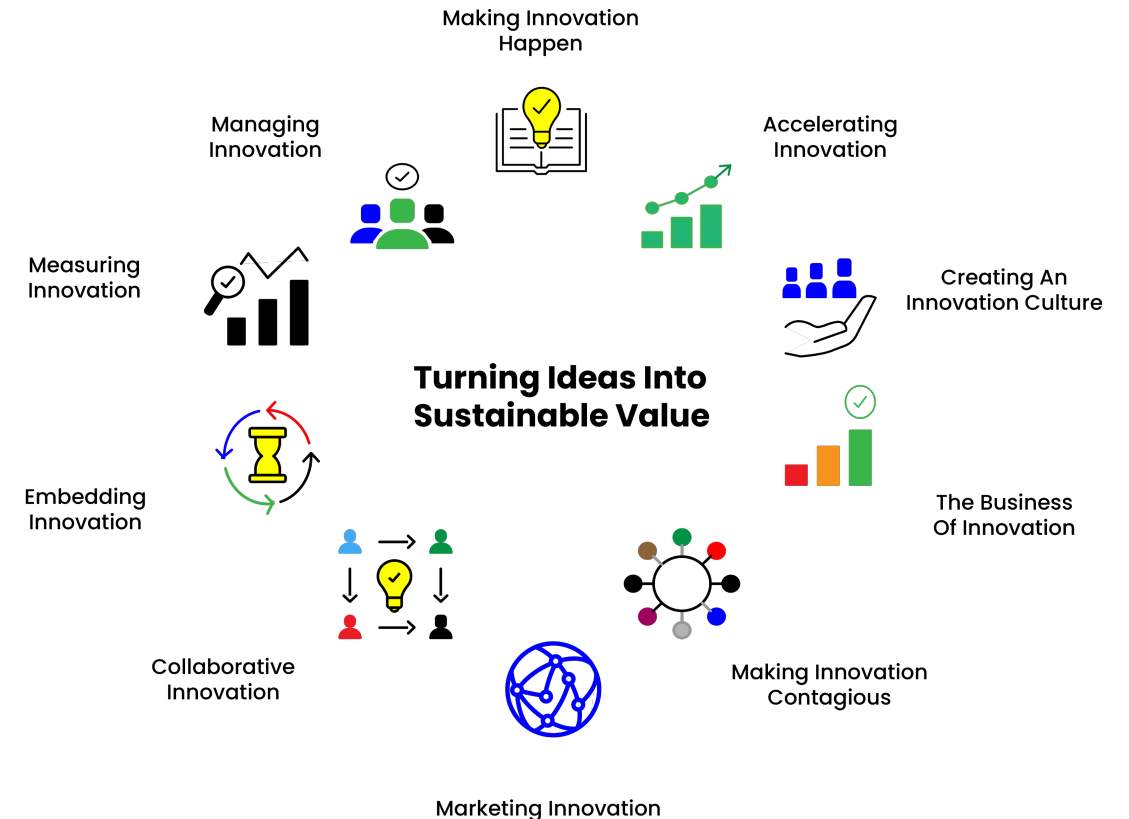 Making Innovation
Happen
Managing
Innovation
Accelerating
Innovation
Measuring
Innovation
Creating An
Innovation Culture
Turning Ideas Into
Sustainable Value
Embedding
Innovation
The Business
Of Innovation
Collaborative
Innovation
Making Innovation
Contagious
Marketing Innovation